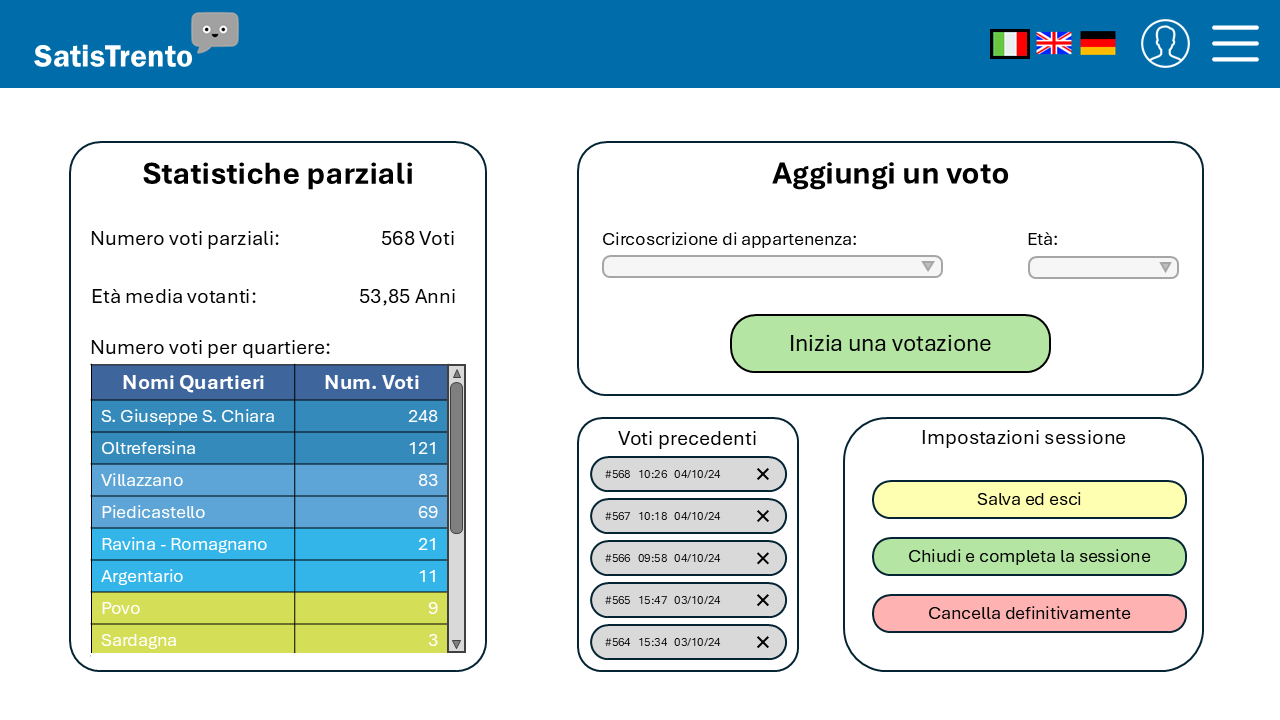 SatisTrento
Statistiche parziali
Numero voti parziali: 568 Voti
Età media votanti: 53,85 Anni
Numero voti per quartiere:
Nomi Quartieri Num. Voti
S. Giuseppe S. Chiara 248
Oltrefersina 121
Villazzano 83
Piedicastello 69
Ravina - Romagnano 21
Argentario 11
Povo 9
Sardagna 3
Aggiungi un voto
Circoscrizione di appartenenza: Età:
Inizia una votazione
Voti precedenti
#568 10:26 04/10/24
#567 10:18 04/10/24
#566 09:58 04/10/24
#565 15:47 03/10/24
#564 15:34 03/10/24
Impostazioni sessione
Salva ed esci
Chiudi e completa la sessione
Cancella definitivamente